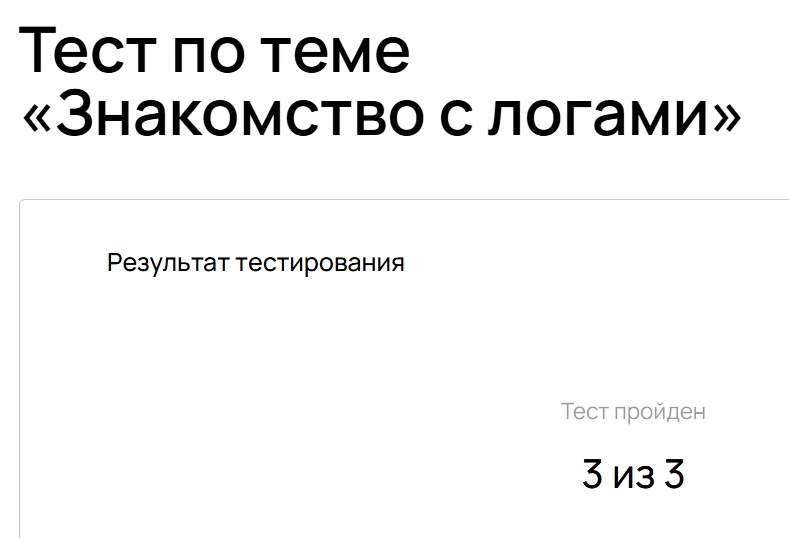 Тест по теме
«Знакомство с логами»
Результат тестирования
Тест пройден
3 из 3